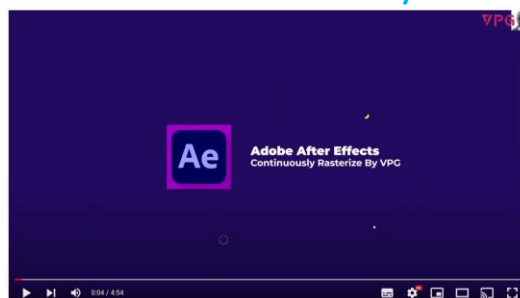 VPG
Ae
Adobe After Effects
Continuously Rasterize By VPG
0:04 / 4:54